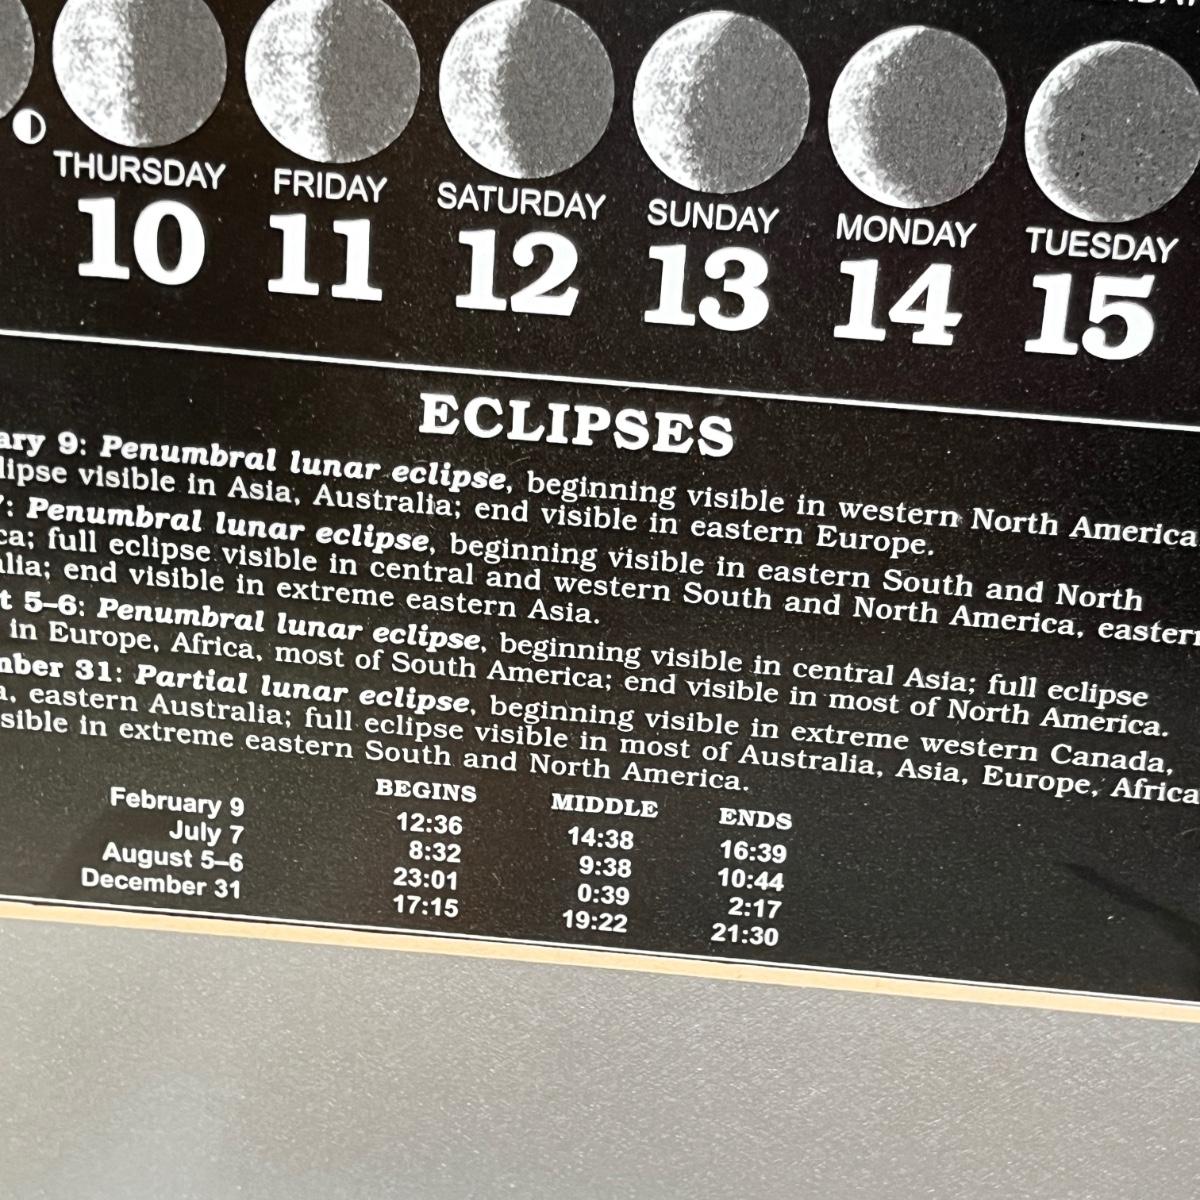 THURSDAY FRIDAY SATURDAY SUNDAY MONDAY TUESDAY
10 11 12 13 14 15
ECLIPSES
ary 9: Penumbral lunar eclipse, beginning visible in western North America
lipse visible in Asia, Australia; end visible in eastern Europe.
7: Penumbral lunar eclipse, beginning visible in eastern South and North
ca; full eclipse visible in central and western South and North America, eastern
alia; end visible in extreme eastern Asia.
t 5–6: Penumbral lunar eclipse, beginning visible in central Asia; full eclipse
in Europe, Africa, most of South America; end visible in most of North America.
mber 31: Partial lunar eclipse, beginning visible in extreme western Canada,
a, eastern Australia; full eclipse visible in most of Australia, Asia, Europe, Africa
sible in extreme eastern South and North America.
BEGINS MIDDLE ENDS
February 9 12:36 14:38 16:39
July 7 8:32 9:38 10:44
August 5–6 23:01 0:39 2:17
December 31 17:15 19:22 21:30